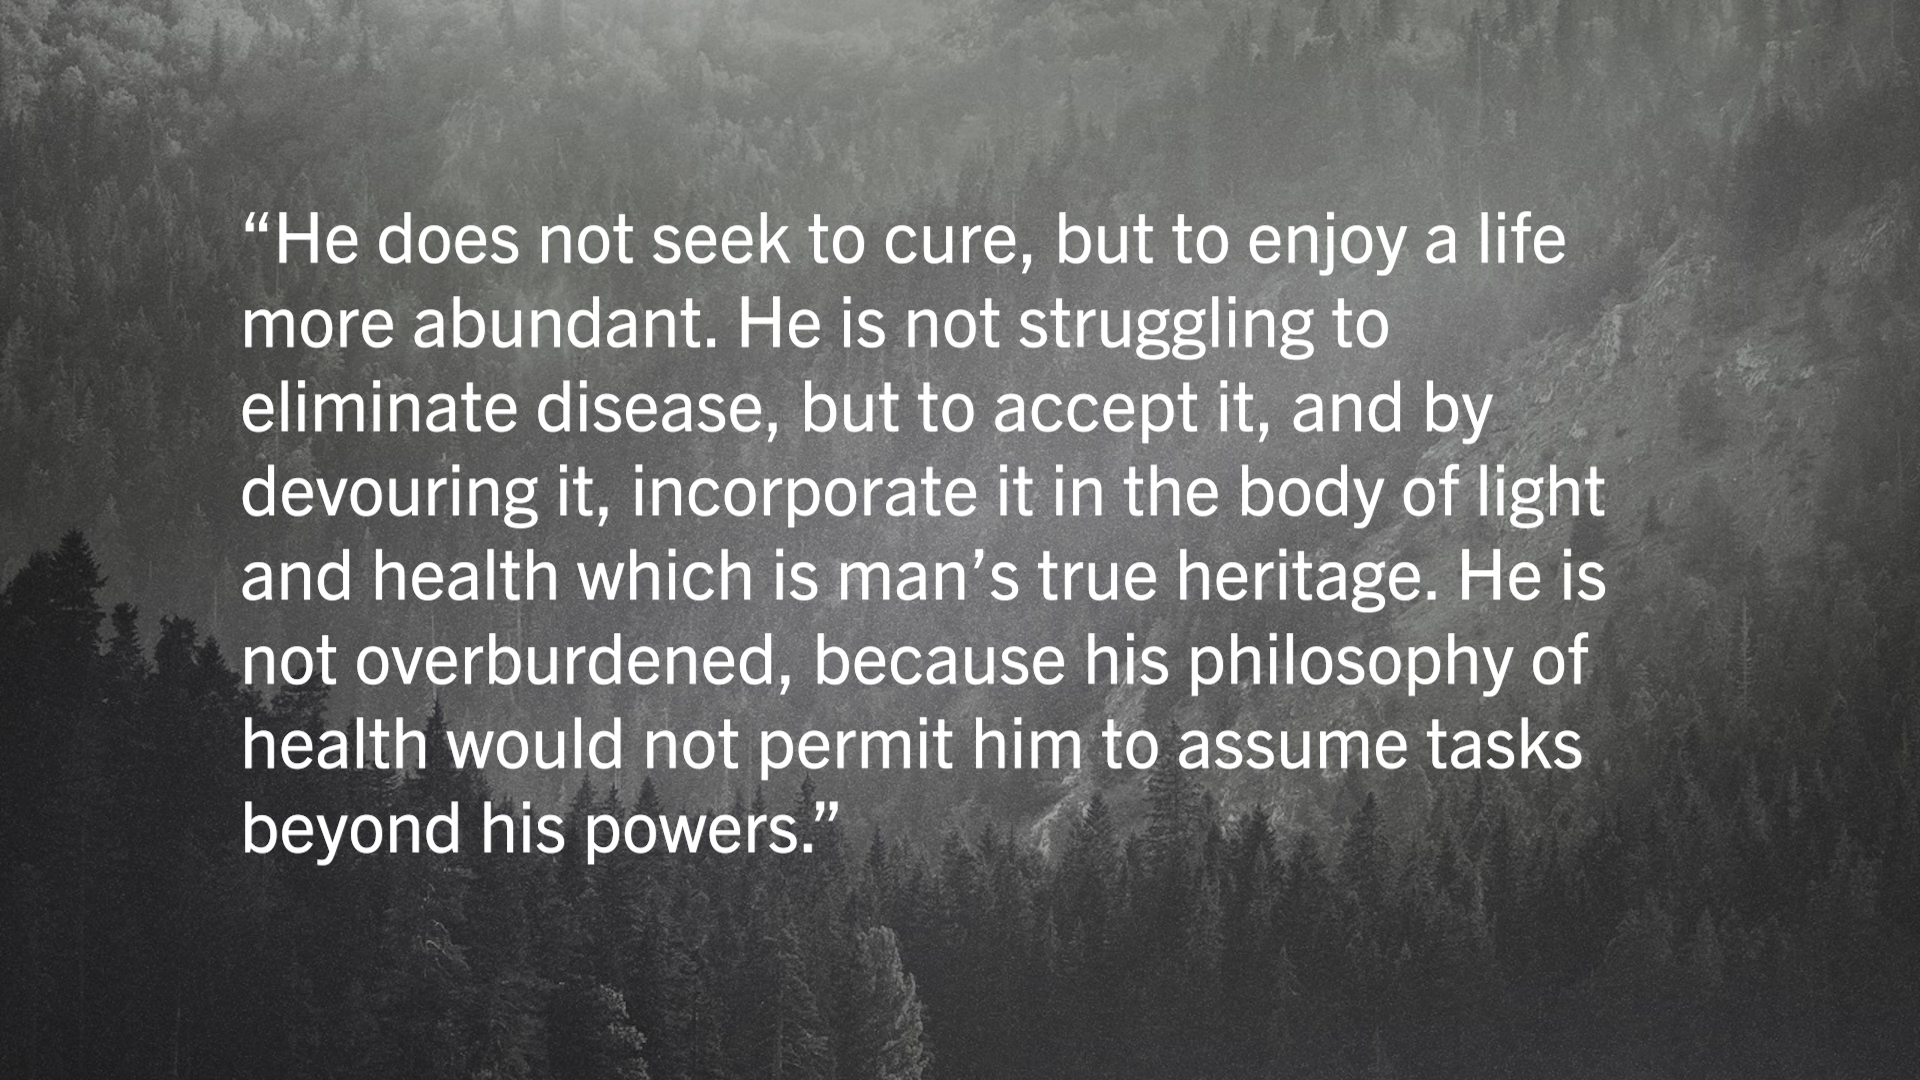 “He does not seek to cure, but to enjoy a life
more abundant. He is not struggling to
eliminate disease, but to accept it, and by
devouring it, incorporate it in the body of light
and health which is man’s true heritage. He is
not overburdened, because his philosophy of
health would not permit him to assume tasks
beyond his powers.”